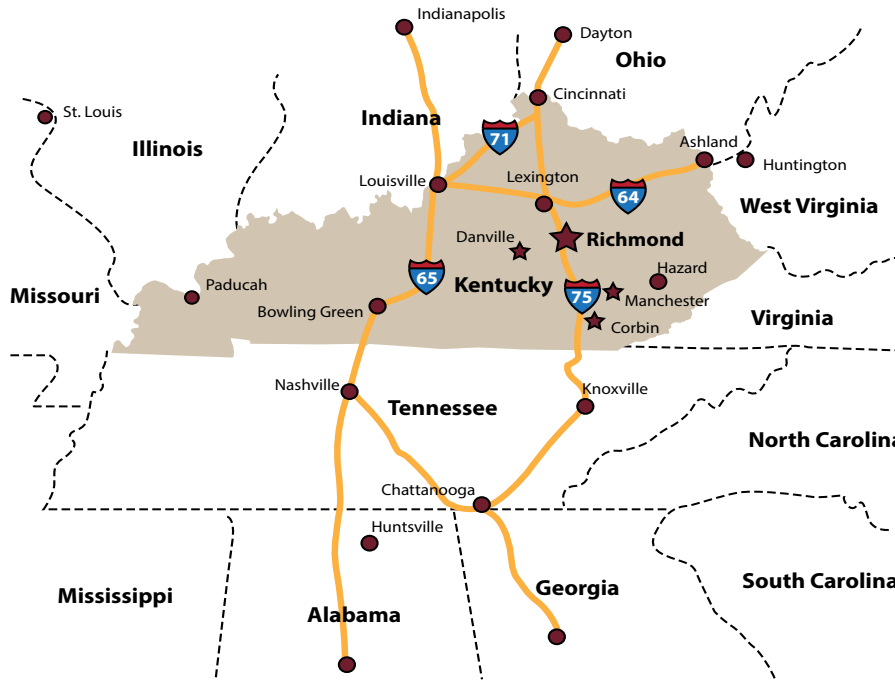 Indianapolis
Dayton
Ohio
Cincinnati
St. Louis
Indiana
71
Illinois
Ashland
Huntington
Louisville
Lexington
64
West Virginia
Danville
Richmond
65
Hazard
Kentucky
Paducah
Missouri
75
Manchester
Bowling Green
Virginia
Corbin
Nashville
Knoxville
Tennessee
North Carolina
Chattanooga
Huntsville
South Carolina
Georgia
Mississippi
Alabama